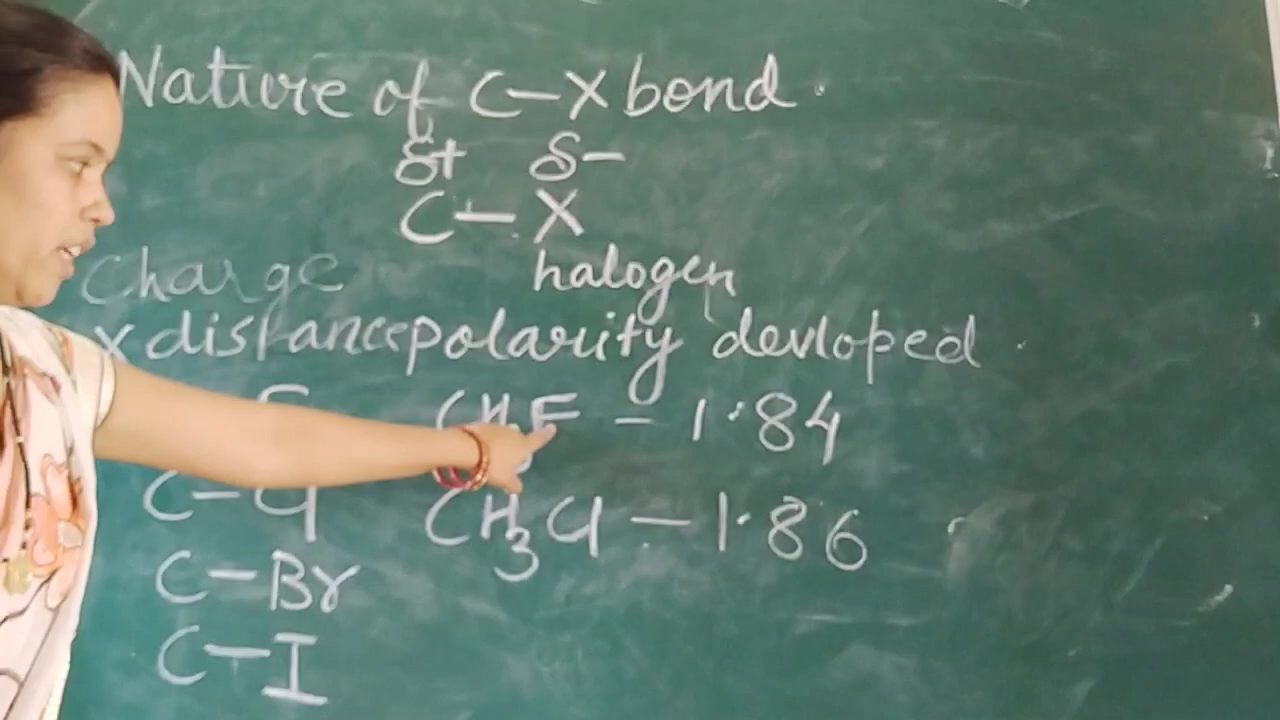 Nature of C-X bond.
δ+ δ-
C-X
Charge halogen
x distance polarity devloped.
CH3F - 1.84
C-Cl CH3Cl - 1.86
C-Br
C-I